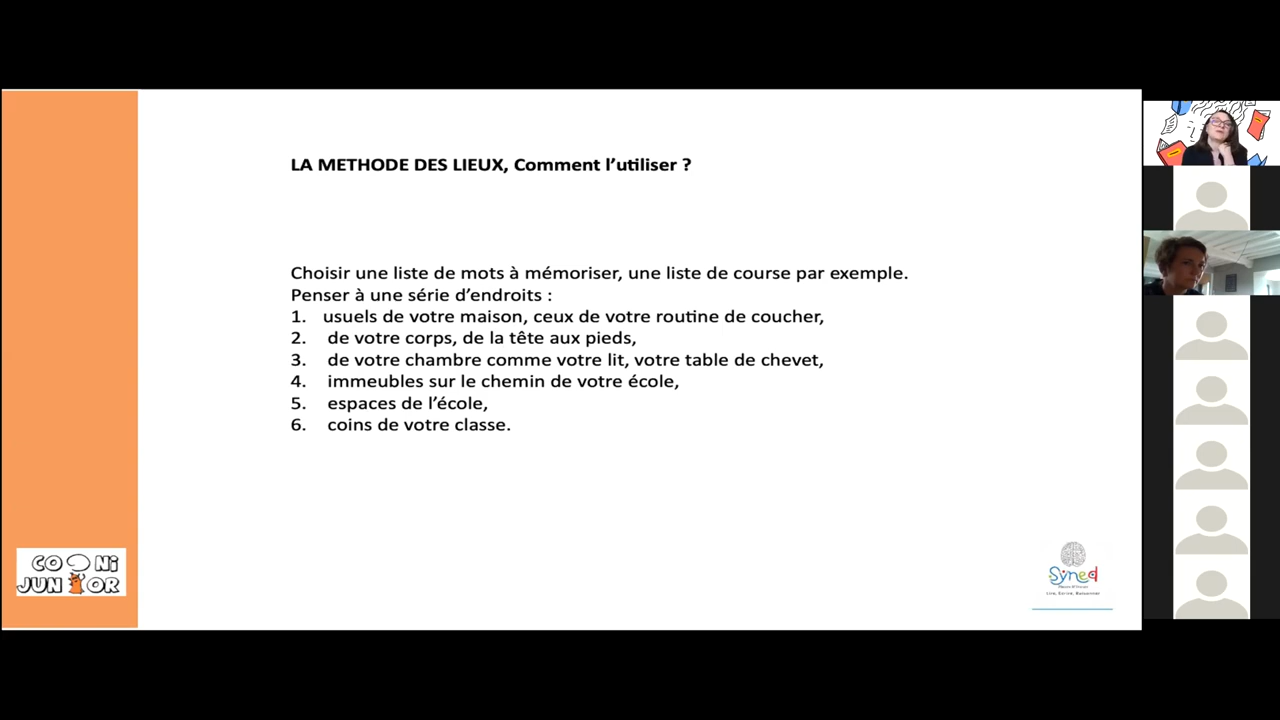 LA METHODE DES LIEUX, Comment l’utiliser ?
Choisir une liste de mots à mémoriser, une liste de course par exemple.
Penser à une série d’endroits :
1. usuels de votre maison, ceux de votre routine de coucher,
2. de votre corps, de la tête aux pieds,
3. de votre chambre comme votre lit, votre table de chevet,
4. immeubles sur le chemin de votre école,
5. espaces de l’école,
6. coins de votre classe.
CO Ni
JUNIOR
Syned